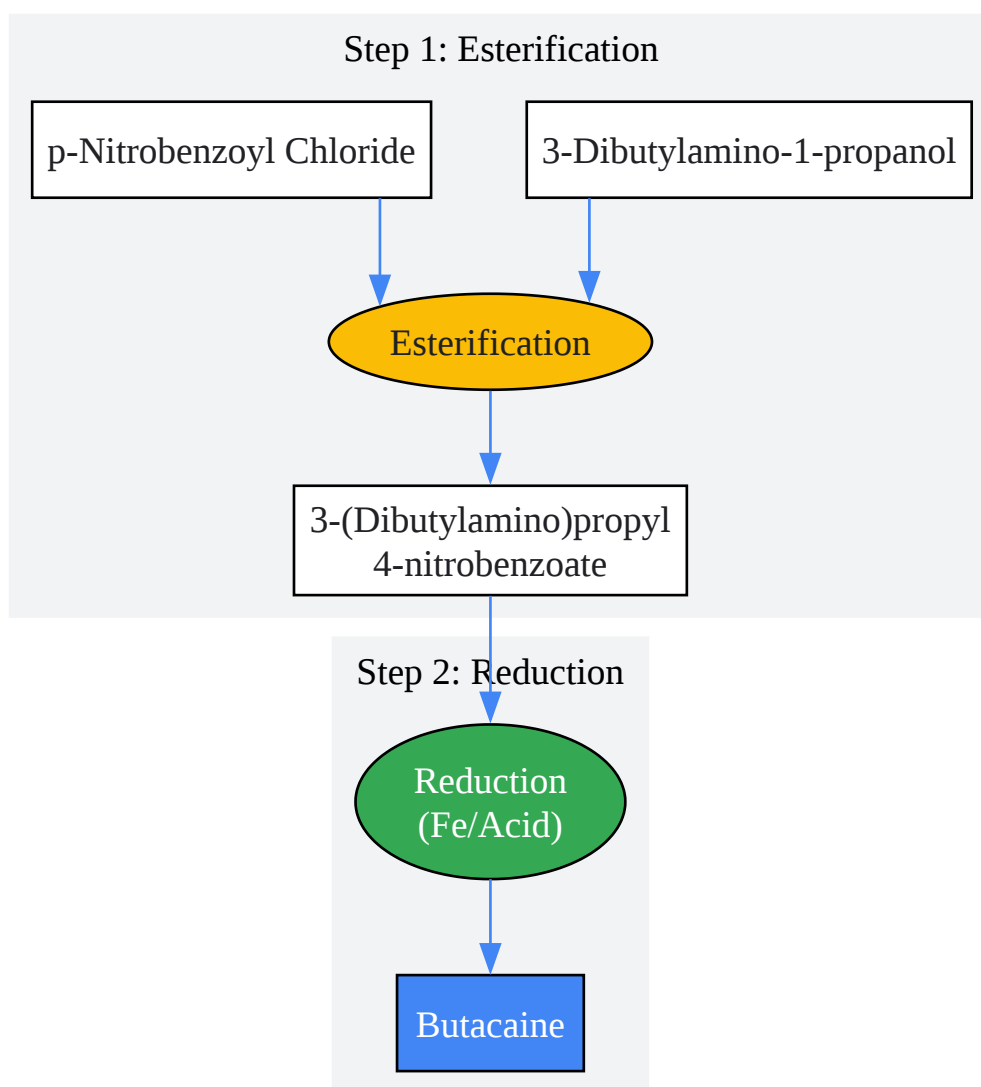 Step 1: Esterification
p-Nitrobenzoyl Chloride
3-Dibutylamino-1-propanol
Esterification
3-(Dibutylamino)propyl
4-nitrobenzoate
Step 2: Reduction
Reduction
(Fe/Acid)
Butacaine